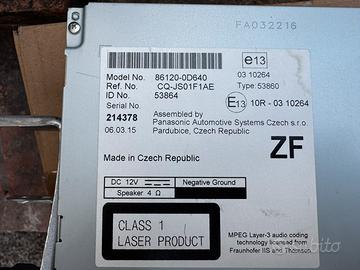 FA032216
Model No. 86120-0D640
Ref. No. CQ-JS01F1AE
ID No. 53864
Serial No.
214378
06.03.15
Assembled by
Panasonic Automotive Systems Czech s.r.o.
Pardubice, Czech Republic
e13
03 10264
Type: 53860
E13 10R - 03 10264
ZF
Made in Czech Republic
DC 12V
Negative Ground
Speaker 4 Ω
CLASS 1
LASER PRODUCT
MPEG Layer-3 audio coding
technology licensed from
Fraunhofer IIS and Thomson.
subito